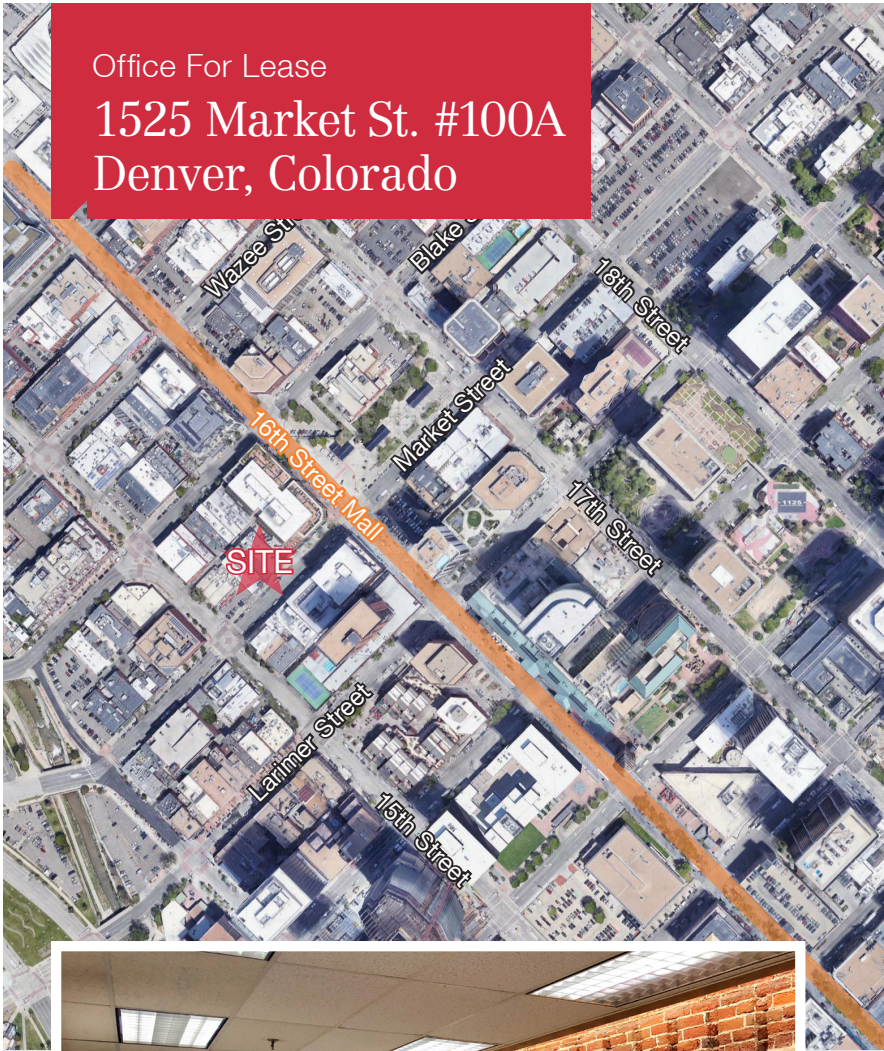 Office For Lease
1525 Market St. #100A
Denver, Colorado
Wazee
Blake
18th Street
Market Street
16th Street Mall
17th Street
1125
SITE
Larimer Street
15th Street